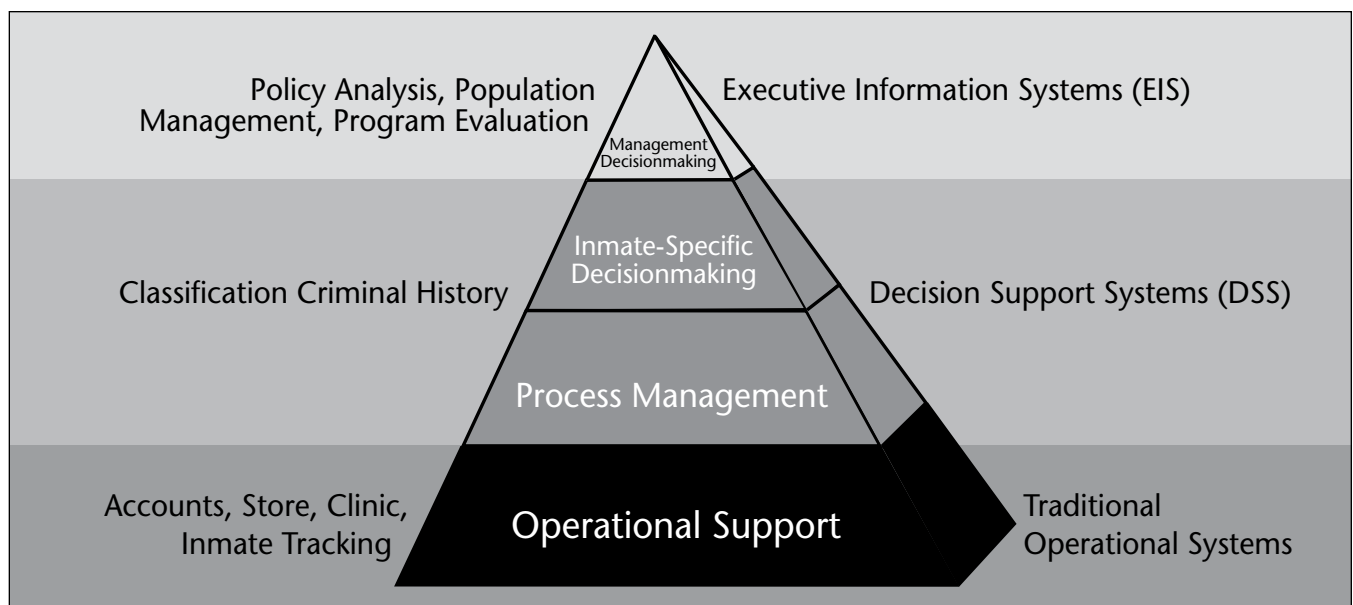 Policy Analysis, Population
Management, Program Evaluation
Executive Information Systems (EIS)
Management
Decisionmaking
Inmate-Specific
Decisionmaking
Classification Criminal History
Decision Support Systems (DSS)
Process Management
Accounts, Store, Clinic,
Inmate Tracking
Operational Support
Traditional
Operational Systems